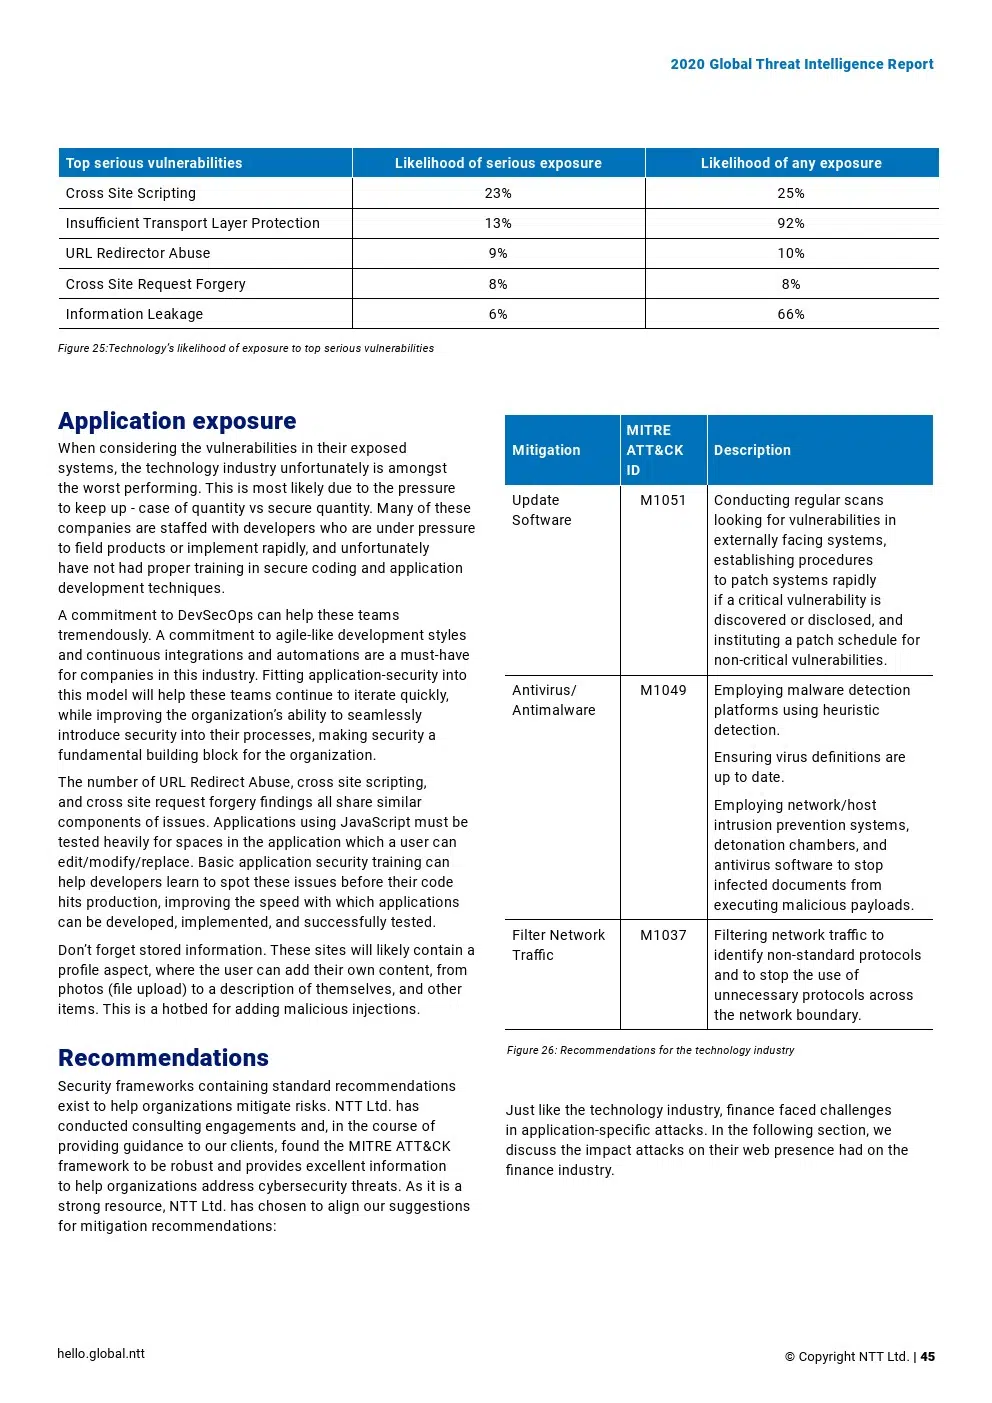 2020 Global Threat Intelligence Report
Top serious vulnerabilities Likelihood of serious exposure Likelihood of any exposure
Cross Site Scripting 23% 25%
Insufficient Transport Layer Protection 13% 92%
URL Redirector Abuse 9% 10%
Cross Site Request Forgery 8% 8%
Information Leakage 6% 66%
Figure 25:Technology's likelihood of exposure to top serious vulnerabilities
Application exposure
When considering the vulnerabilities in their exposed
systems, the technology industry unfortunately is amongst
the worst performing. This is most likely due to the pressure
to keep up - case of quantity vs secure quantity. Many of these
companies are staffed with developers who are under pressure
to field products or implement rapidly, and unfortunately
have not had proper training in secure coding and application
development techniques.
A commitment to DevSecOps can help these teams
tremendously. A commitment to agile-like development styles
and continuous integrations and automations are a must-have
for companies in this industry. Fitting application-security into
this model will help these teams continue to iterate quickly,
while improving the organization's ability to seamlessly
introduce security into their processes, making security a
fundamental building block for the organization.
The number of URL Redirect Abuse, cross site scripting,
and cross site request forgery findings all share similar
components of issues. Applications using JavaScript must be
tested heavily for spaces in the application which a user can
edit/modify/replace. Basic application security training can
help developers learn to spot these issues before their code
hits production, improving the speed with which applications
can be developed, implemented, and successfully tested.
Don't forget stored information. These sites will likely contain a
profile aspect, where the user can add their own content, from
photos (file upload) to a description of themselves, and other
items. This is a hotbed for adding malicious injections.
Recommendations
Security frameworks containing standard recommendations
exist to help organizations mitigate risks. NTT Ltd. has
conducted consulting engagements and, in the course of
providing guidance to our clients, found the MITRE ATT&CK
framework to be robust and provides excellent information
to help organizations address cybersecurity threats. As it is a
strong resource, NTT Ltd. has chosen to align our suggestions
for mitigation recommendations:
MITRE
Mitigation ATT&CK Description
ID
Update M1051 Conducting regular scans
Software looking for vulnerabilities in
externally facing systems,
establishing procedures
to patch systems rapidly
if a critical vulnerability is
discovered or disclosed, and
instituting a patch schedule for
non-critical vulnerabilities.
Antivirus/ M1049 Employing malware detection
Antimalware platforms using heuristic
detection.
Ensuring virus definitions are
up to date.
Employing network/host
intrusion prevention systems,
detonation chambers, and
antivirus software to stop
infected documents from
executing malicious payloads.
Filter Network M1037 Filtering network traffic to
Traffic identify non-standard protocols
and to stop the use of
unnecessary protocols across
the network boundary.
Figure 26: Recommendations for the technology industry
Just like the technology industry, finance faced challenges
in application-specific attacks. In the following section, we
discuss the impact attacks on their web presence had on the
finance industry.
hello.global.ntt
© Copyright NTT Ltd. | 45